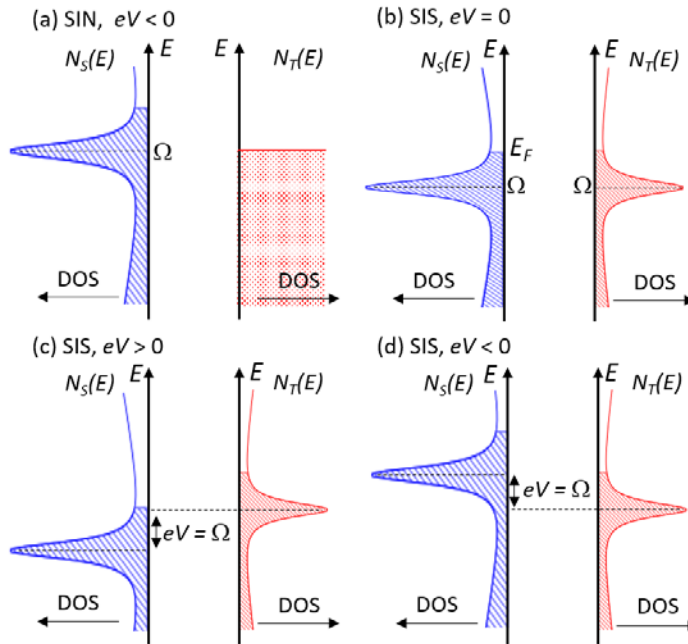 (a) SIN, eV < 0
N_S(E) E E N_T(E)
Ω
DOS DOS
(b) SIS, eV = 0
N_S(E) E E N_T(E)
E_F
Ω Ω
DOS DOS
(c) SIS, eV > 0
N_S(E) E E N_T(E)
eV = Ω
DOS DOS
(d) SIS, eV < 0
N_S(E) E E N_T(E)
eV = Ω
DOS DOS